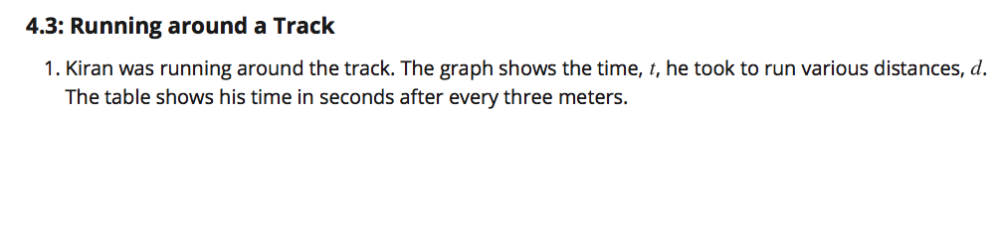 4.3: Running around a Track
1. Kiran was running around the track. The graph shows the time, t, he took to run various distances, d.
The table shows his time in seconds after every three meters.